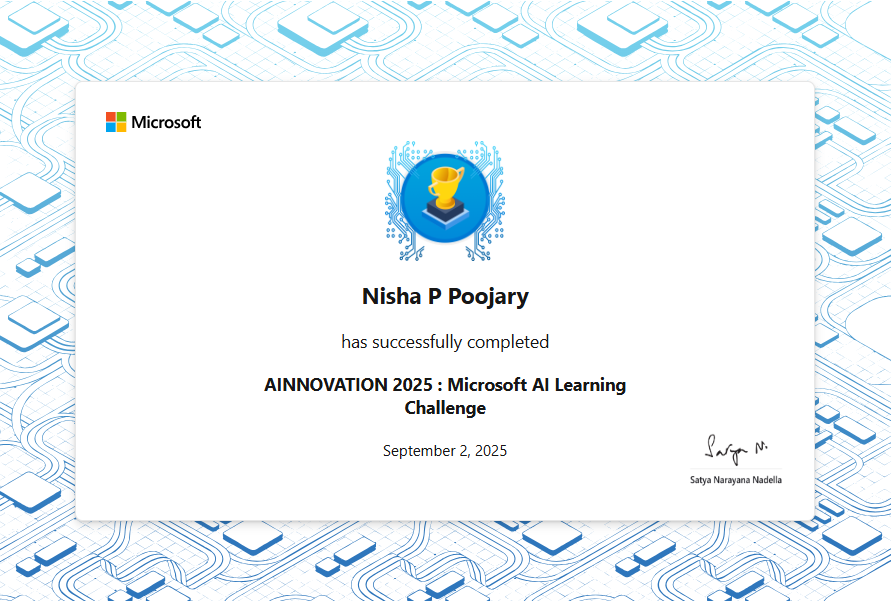 Microsoft
Nisha P Poojary
has successfully completed
AINNOVATION 2025 : Microsoft AI Learning
Challenge
September 2, 2025
Satya N.
Satya Narayana Nadella